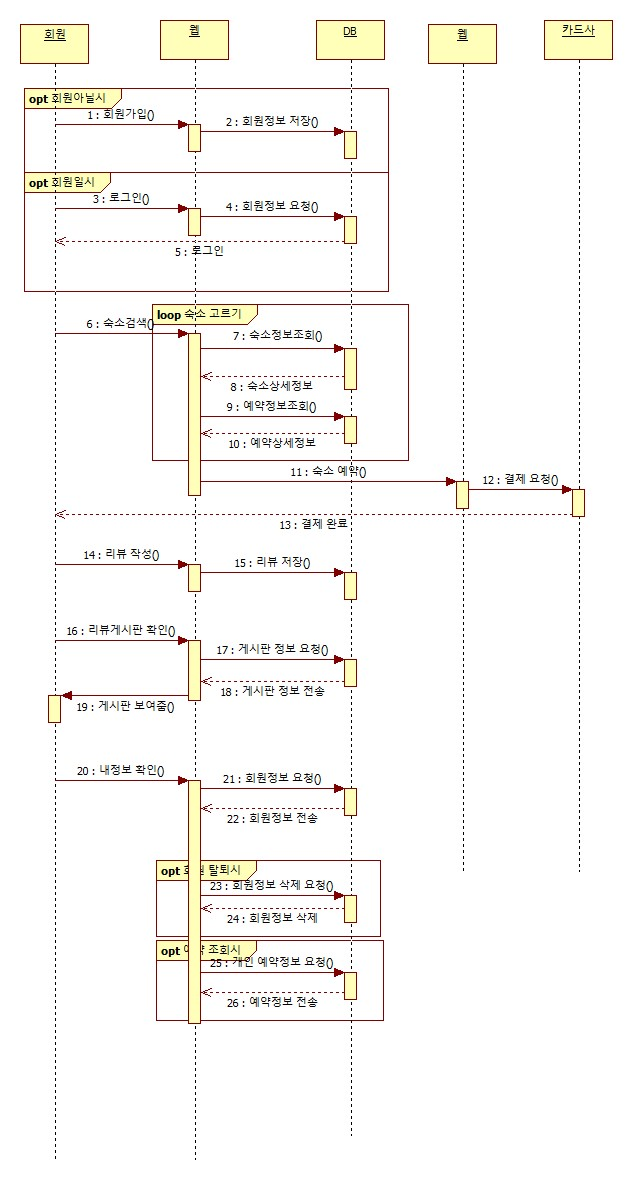 회원
웹
DB
웹
카드사
opt 회원아닐시
1 : 회원가입()
2 : 회원정보 저장()
opt 회원일시
3 : 로그인()
4 : 회원정보 요청()
5 : 로그인
loop 숙소 고르기
6 : 숙소검색()
7 : 숙소정보조회()
8 : 숙소상세정보
9 : 예약정보조회()
10 : 예약상세정보
11 : 숙소 예약()
12 : 결제 요청()
13 : 결제 완료
14 : 리뷰 작성()
15 : 리뷰 저장()
16 : 리뷰게시판 확인()
17 : 게시판 정보 요청()
18 : 게시판 정보 전송
19 : 게시판 보여줌()
20 : 내정보 확인()
21 : 회원정보 요청()
22 : 회원정보 전송
opt 회원 탈퇴시
23 : 회원정보 삭제 요청()
24 : 회원정보 삭제
opt 예약 조회시
25 : 개인 예약정보 요청()
26 : 예약정보 전송